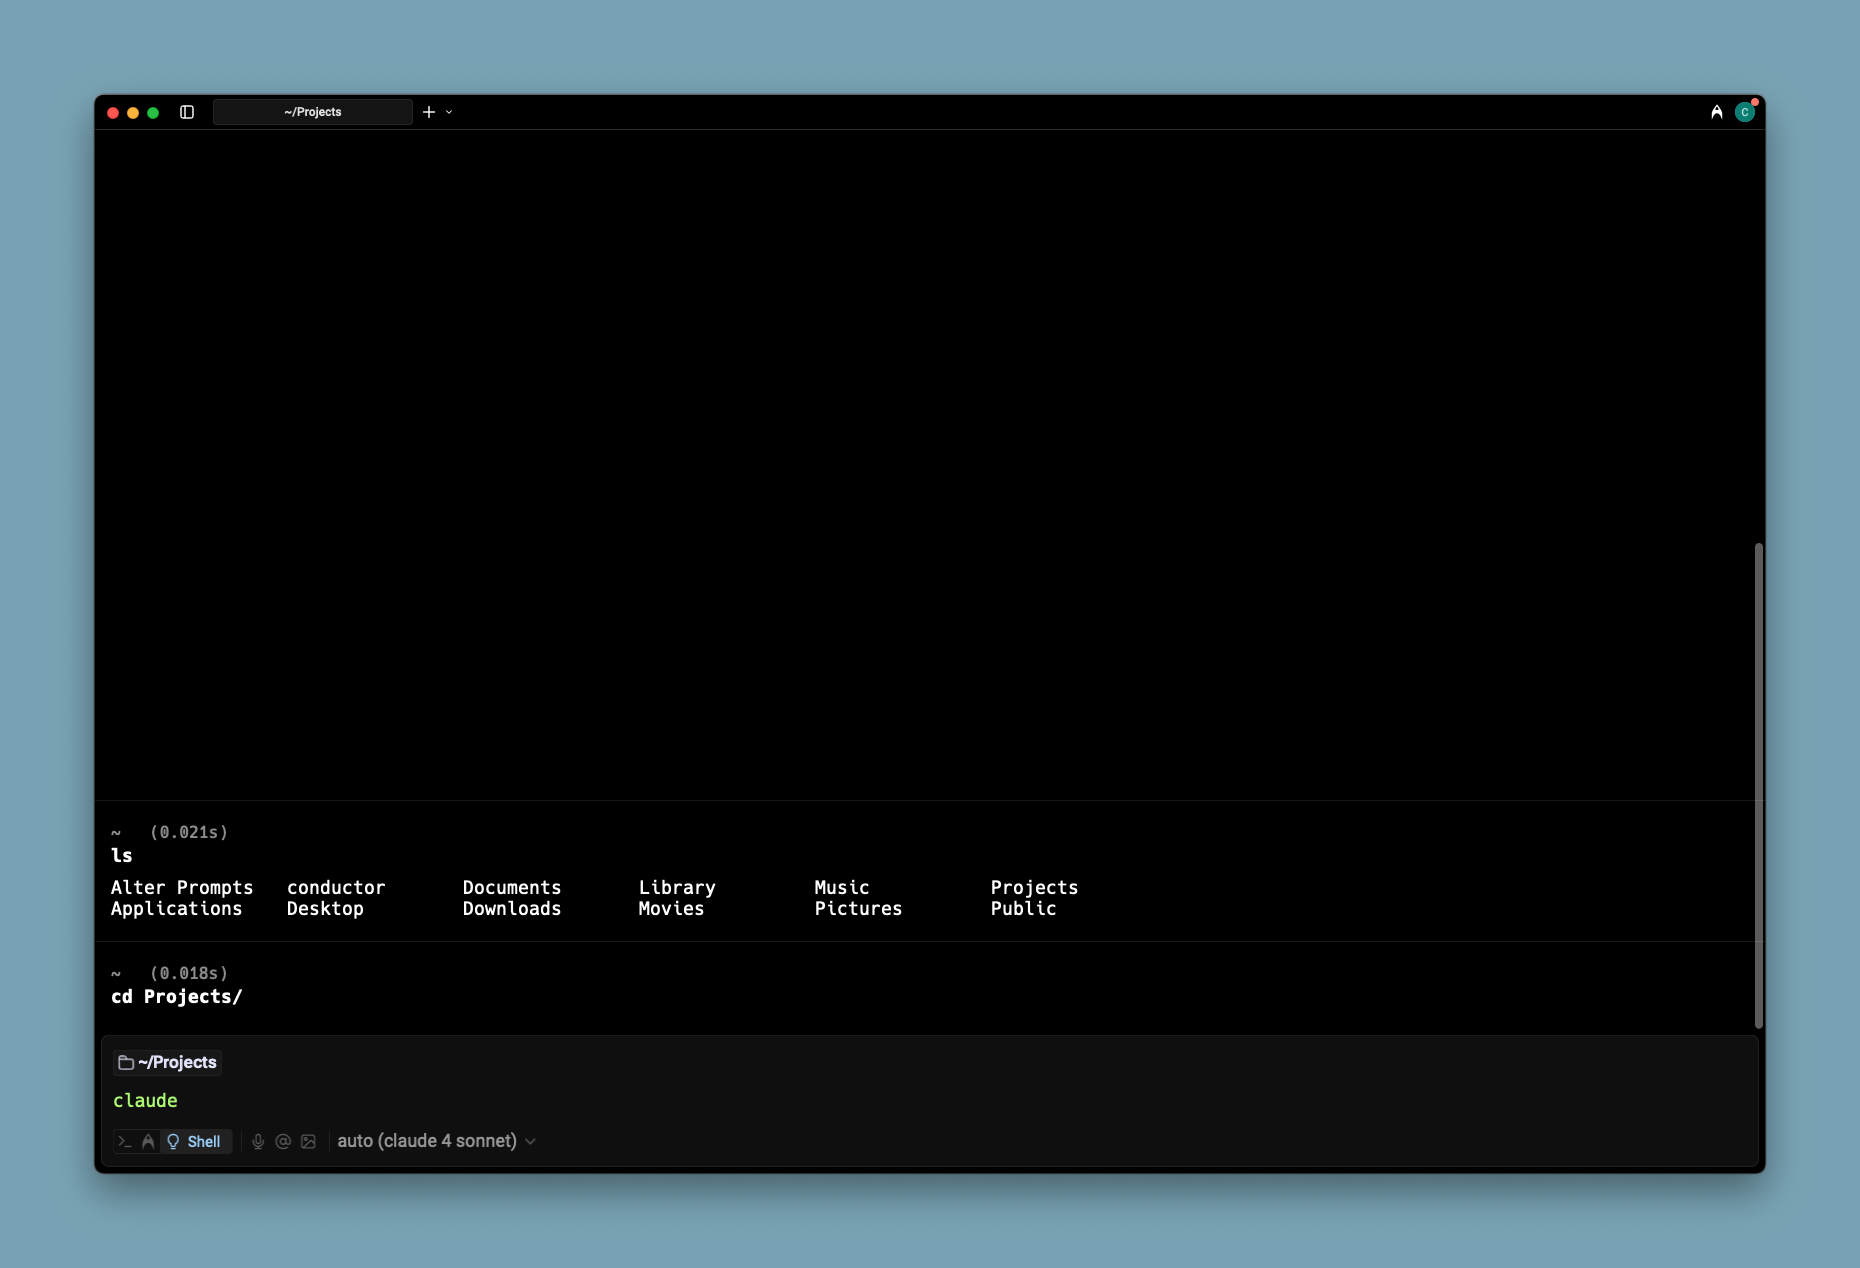 ~/Projects
C
~ (0.021s)
ls
Alter Prompts conductor Documents Library Music Projects
Applications Desktop Downloads Movies Pictures Public
~ (0.018s)
cd Projects/
~/Projects
claude
Shell auto (claude 4 sonnet)